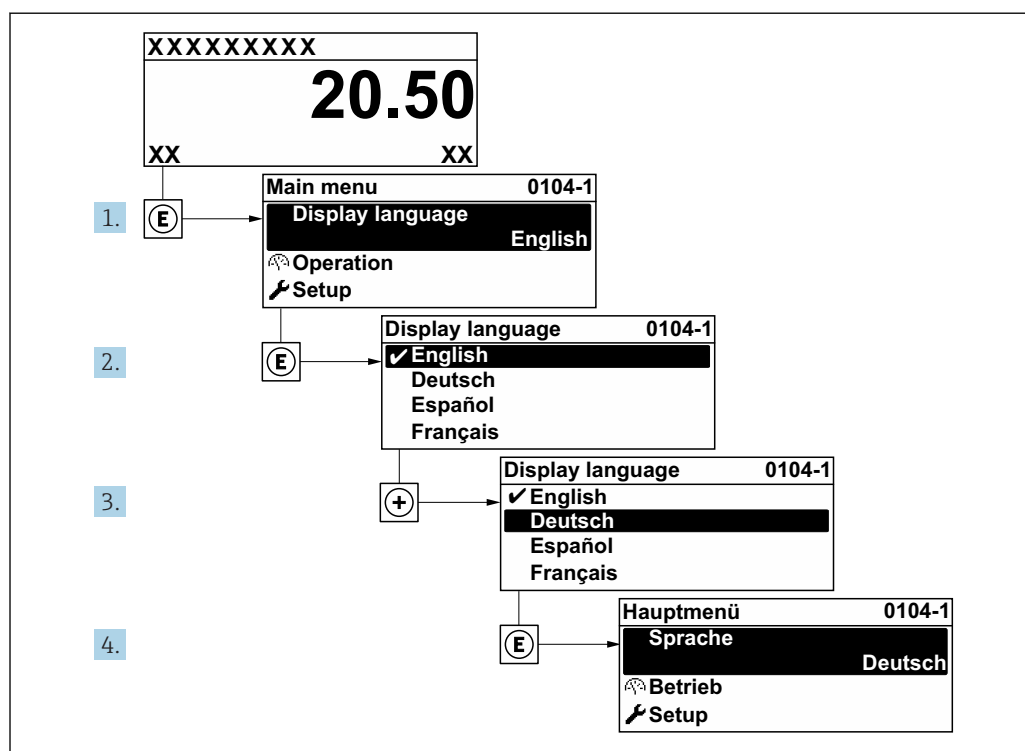 XXXXXXXXX
20.50
XX XX
1.
E
Main menu 0104-1
Display language
English
Operation
Setup
2.
E
Display language 0104-1
✔ English
Deutsch
Español
Français
3.
+
Display language 0104-1
✔ English
Deutsch
Español
Français
4.
E
Hauptmenü 0104-1
Sprache
Deutsch
Betrieb
Setup